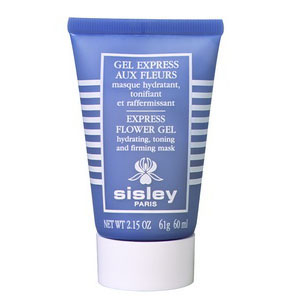 GEL EXPRESS
AUX FLEURS
masque hydratant,
tonifiant
et raffermissant
EXPRESS
FLOWER GEL
hydrating, toning
and firming mask
sisley
PARIS
NET WT 2.15 OZ 61g 60 ml